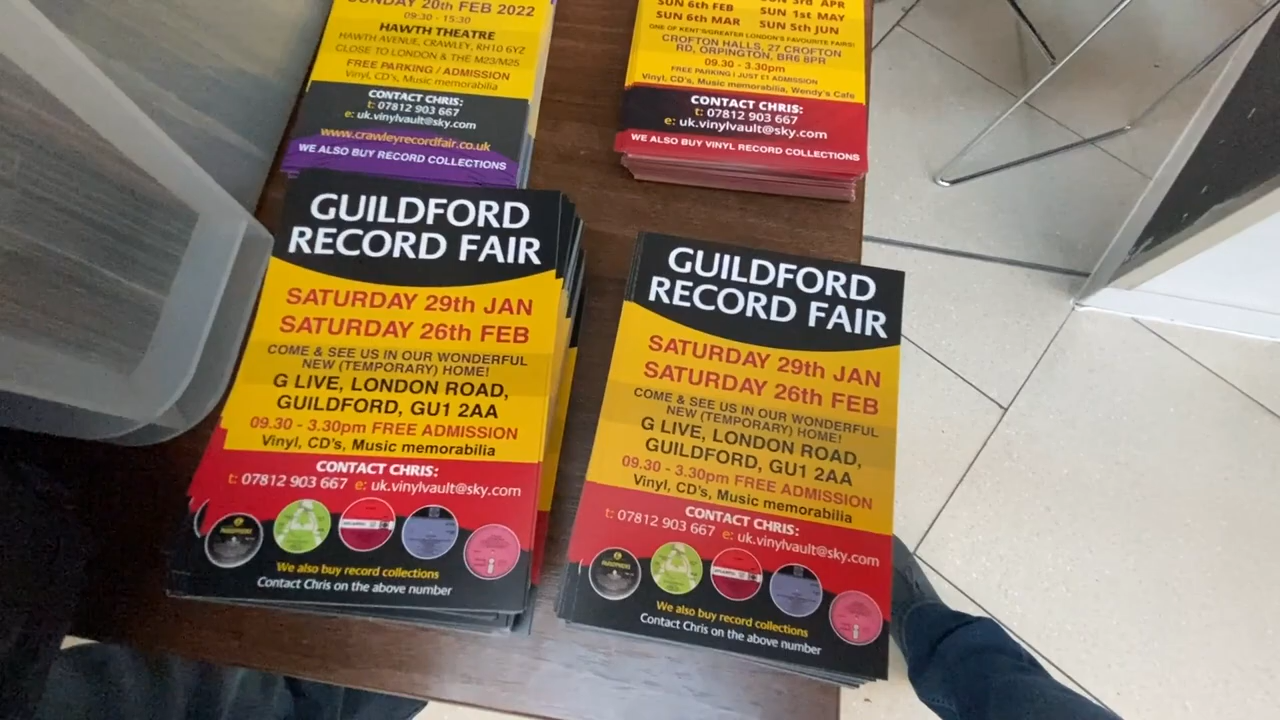 SUNDAY 20th FEB 2022
09:30 - 15:30
HAWTH THEATRE
HAWTH AVENUE, CRAWLEY, RH10 6YZ
CLOSE TO LONDON & THE M23/M25
FREE PARKING / ADMISSION
Vinyl, CD's, Music memorabilia
CONTACT CHRIS:
t: 07812 903 667
e: uk.vinylvault@sky.com
www.crawleyrecordfair.co.uk
WE ALSO BUY RECORD COLLECTIONS
SUN 3rd APR
SUN 6th FEB SUN 1st MAY
SUN 6th MAR SUN 5th JUN
ONE OF KENT'S/GREATER LONDON'S FAVOURITE FAIRS!
CROFTON HALLS, 27 CROFTON
RD, ORPINGTON, BR6 8PR
09.30 - 3.30pm
FREE PARKING | JUST £1 ADMISSION
Vinyl, CD's, Music memorabilia, Wendy's Cafe
CONTACT CHRIS:
t: 07812 903 667
e: uk.vinylvault@sky.com
WE ALSO BUY VINYL RECORD COLLECTIONS
GUILDFORD
RECORD FAIR
SATURDAY 29th JAN
SATURDAY 26th FEB
COME & SEE US IN OUR WONDERFUL
NEW (TEMPORARY) HOME!
G LIVE, LONDON ROAD,
GUILDFORD, GU1 2AA
09.30 - 3.30pm FREE ADMISSION
Vinyl, CD's, Music memorabilia
CONTACT CHRIS:
t: 07812 903 667 e: uk.vinylvault@sky.com
We also buy record collections
Contact Chris on the above number
GUILDFORD
RECORD FAIR
SATURDAY 29th JAN
SATURDAY 26th FEB
COME & SEE US IN OUR WONDERFUL
NEW (TEMPORARY) HOME!
G LIVE, LONDON ROAD,
GUILDFORD, GU1 2AA
09.30 - 3.30pm FREE ADMISSION
Vinyl, CD's, Music memorabilia
CONTACT CHRIS:
t: 07812 903 667 e: uk.vinylvault@sky.com
We also buy record collections
Contact Chris on the above number